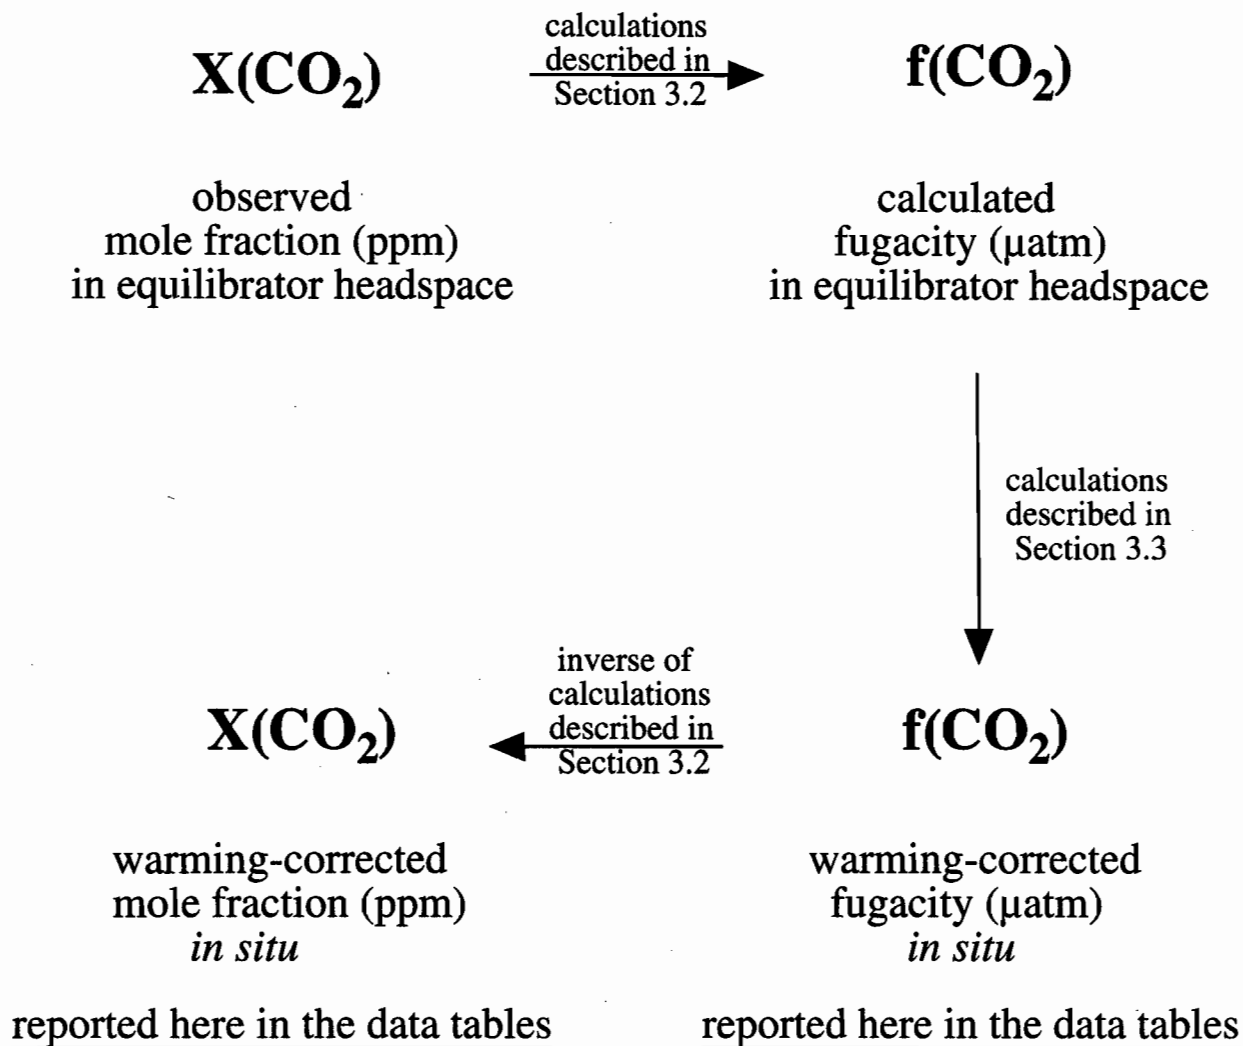 X(CO₂)
calculations
described in
Section 3.2
f(CO₂)
observed
mole fraction (ppm)
in equilibrator headspace
calculated
fugacity (μatm)
in equilibrator headspace
calculations
described in
Section 3.3
X(CO₂)
inverse of
calculations
described in
Section 3.2
f(CO₂)
warming-corrected
mole fraction (ppm)
in situ
warming-corrected
fugacity (μatm)
in situ
reported here in the data tables
reported here in the data tables